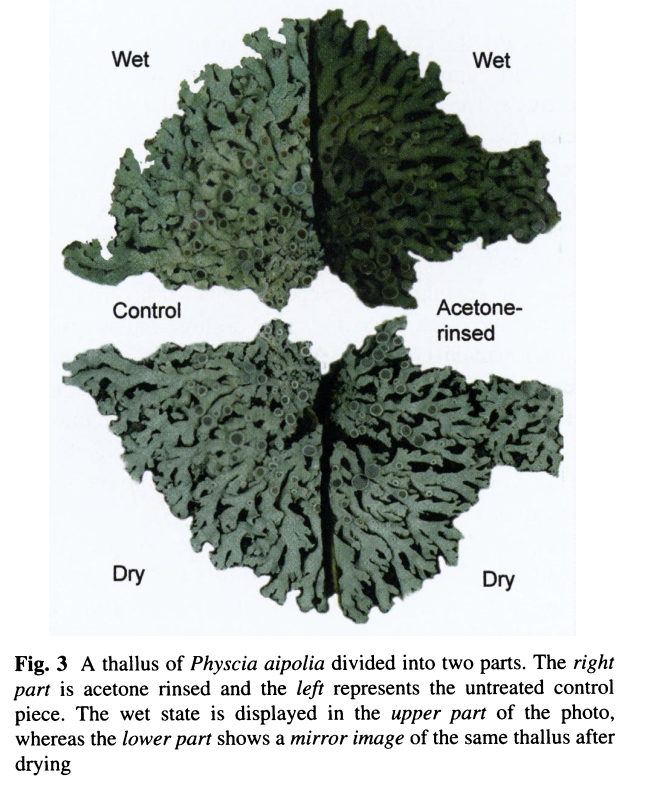 Wet
Wet
Control
Acetone-
rinsed
Dry
Dry
Fig. 3 A thallus of Physcia aipolia divided into two parts. The right
part is acetone rinsed and the left represents the untreated control
piece. The wet state is displayed in the upper part of the photo,
whereas the lower part shows a mirror image of the same thallus after
drying